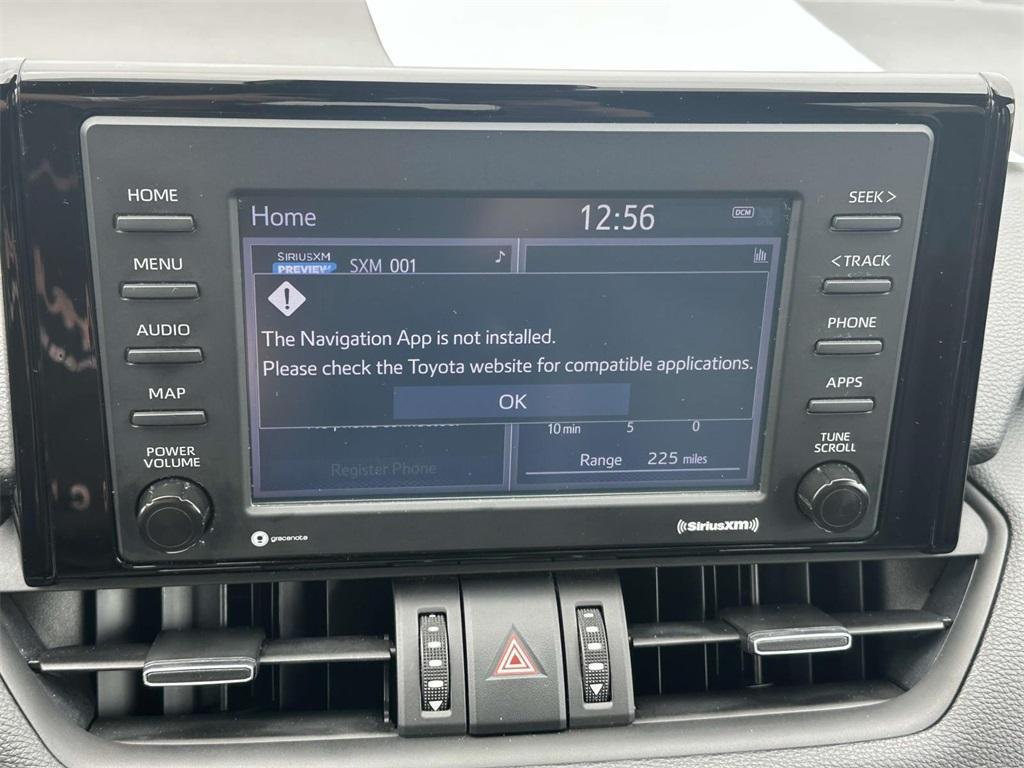 HOME
MENU
AUDIO
MAP
POWER
VOLUME
Home
12:56
DCM
SIRIUSXM
PREVIEW
SXM 001
The Navigation App is not installed.
Please check the Toyota website for compatible applications.
OK
10 min 5 0
Register Phone
Range 225 miles
gracenote
((SiriusXM))
SEEK >
< TRACK
PHONE
APPS
TUNE
SCROLL